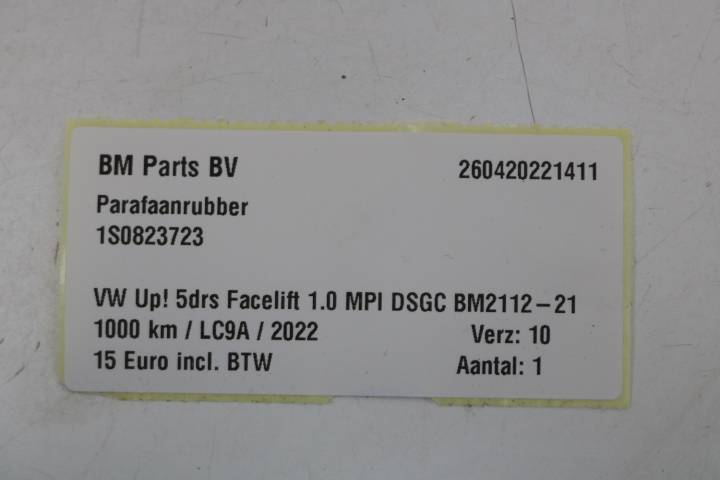 BM Parts BV 260420221411
Parafaanrubber
1S0823723
VW Up! 5drs Facelift 1.0 MPI DSGC BM2112-21
1000 km / LC9A / 2022 Verz: 10
15 Euro incl. BTW Aantal: 1